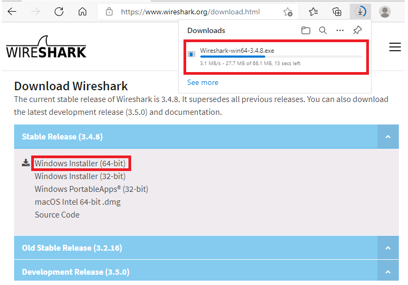 https://www.wireshark.org/download.html
Downloads
Wireshark-win64-3.4.8.exe
3.1 MB/s - 27.7 MB of 68.1 MB, 13 secs left
See more
WIRESHARK
Download Wireshark
The current stable release of Wireshark is 3.4.8. It supersedes all previous releases. You can also download
the latest development release (3.5.0) and documentation.
Stable Release (3.4.8)
Windows Installer (64-bit)
Windows Installer (32-bit)
Windows PortableApps® (32-bit)
macOS Intel 64-bit .dmg
Source Code
Old Stable Release (3.2.16)
Development Release (3.5.0)